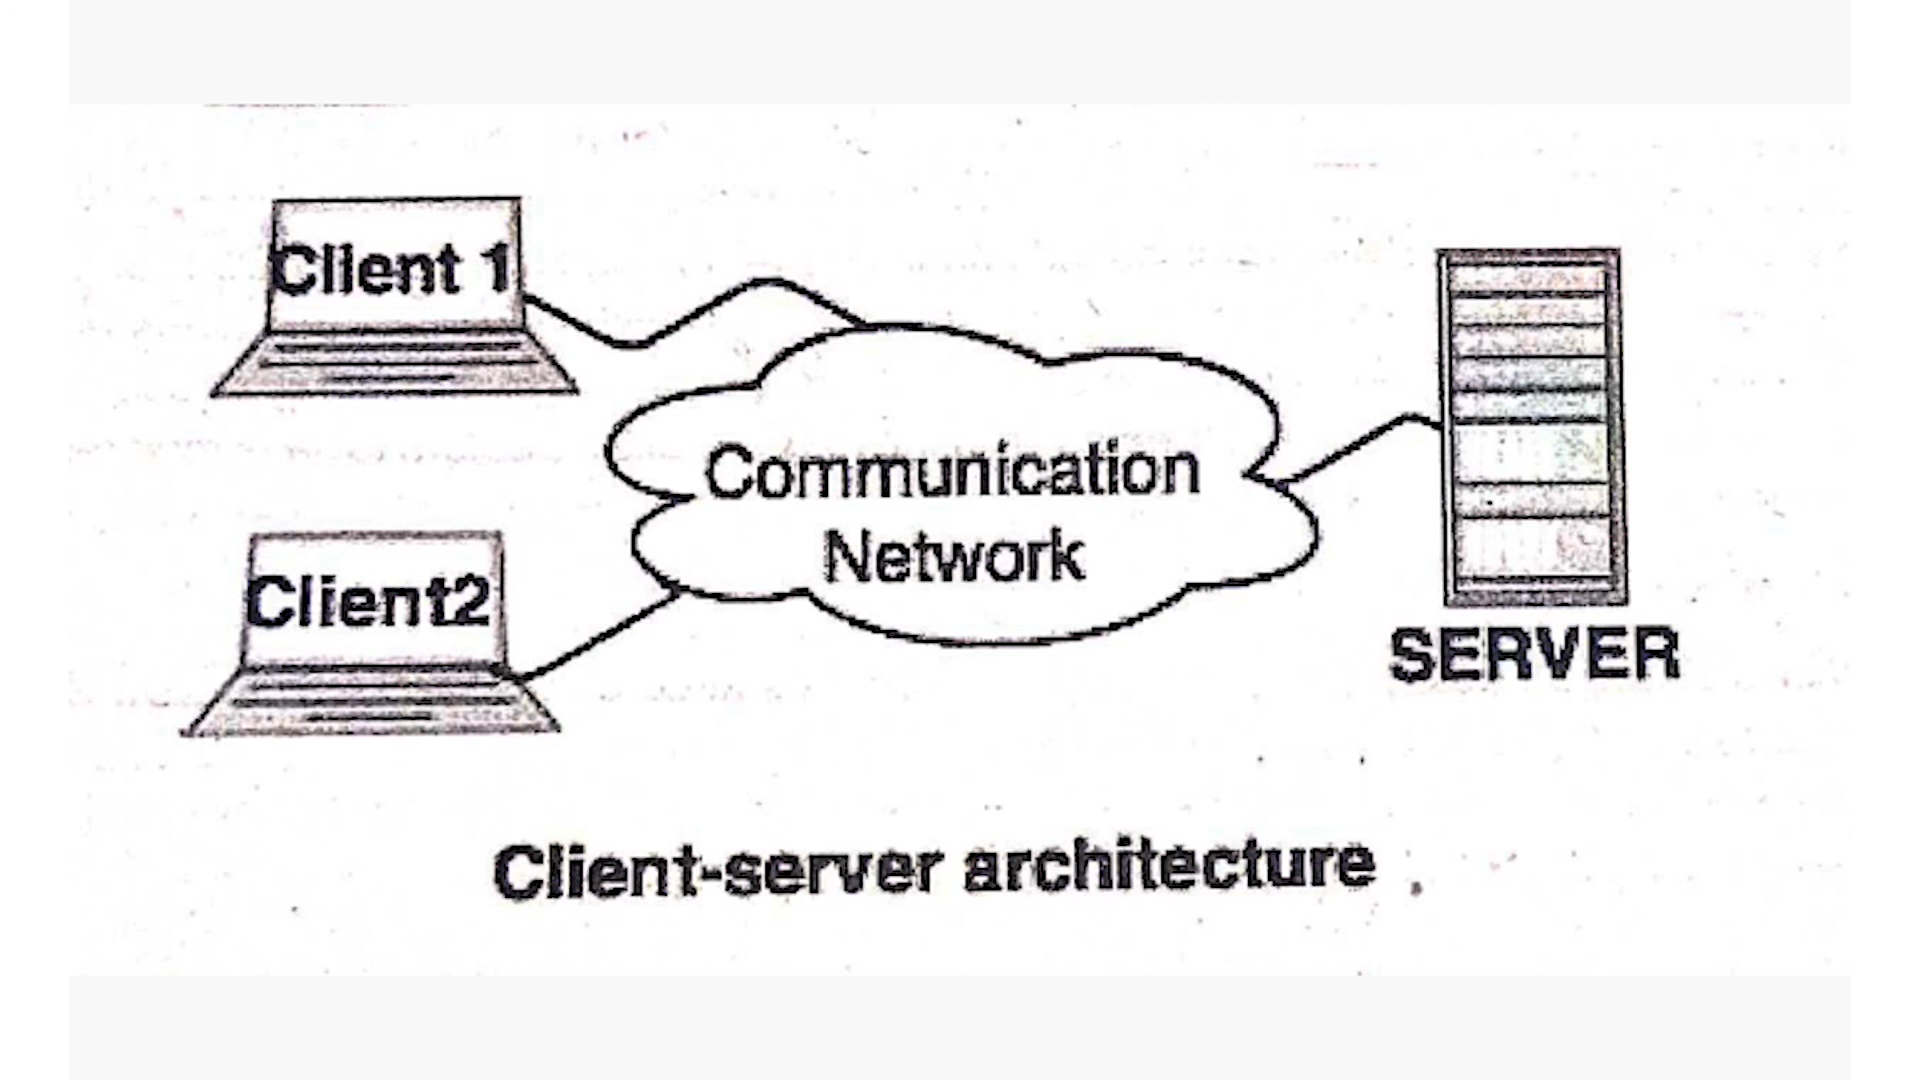 Client 1
Communication
Network
Client2
SERVER
Client-server architecture